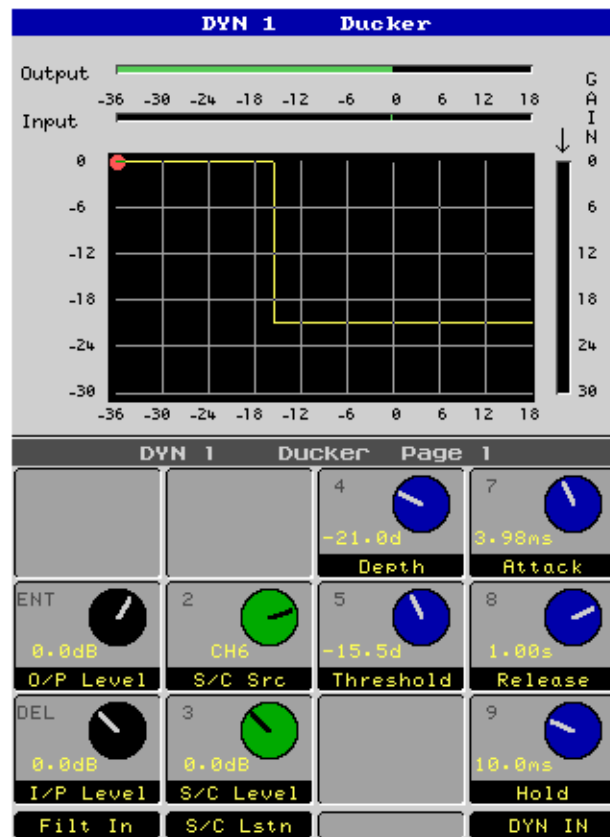 DYN 1 Ducker
Output
-36 -30 -24 -18 -12 -6 0 6 12 18
Input
GAIN
0 0
-6 6
-12 12
-18 18
-24 24
-30 30
-36 -30 -24 -18 -12 -6 0 6 12 18
DYN 1 Ducker Page 1
4 7
-21.0d 3.98ms
Depth Attack
ENT 2 5 8
0.0dB CH6 -15.5d 1.00s
O/P Level S/C Src Threshold Release
DEL 3 9
0.0dB 0.0dB 10.0ms
I/P Level S/C Level Hold
Filt In S/C Lstn DYN IN